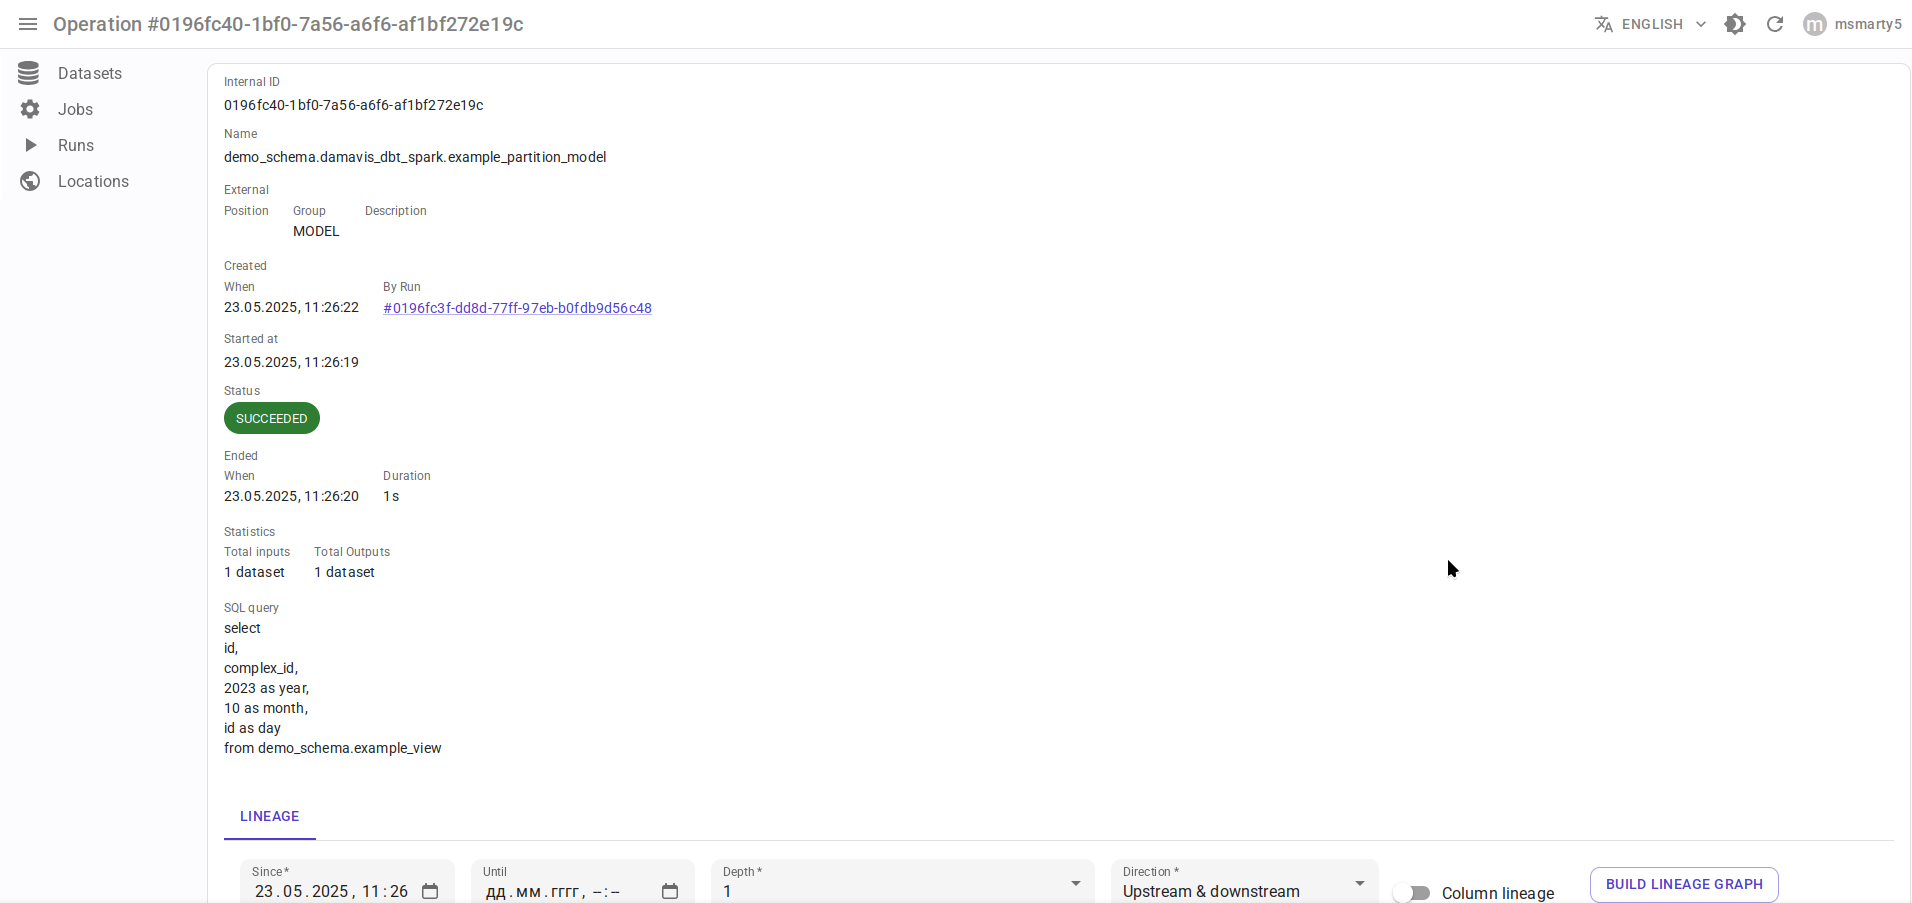 Operation #0196fc40-1bf0-7a56-a6f6-af1bf272e19c
ENGLISH
m msmarty5
Datasets
Jobs
Runs
Locations
Internal ID
0196fc40-1bf0-7a56-a6f6-af1bf272e19c
Name
demo_schema.damavis_dbt_spark.example_partition_model
External
Position Group Description
MODEL
Created
When By Run
23.05.2025, 11:26:22 #0196fc3f-dd8d-77ff-97eb-b0fdb9d56c48
Started at
23.05.2025, 11:26:19
Status
SUCCEEDED
Ended
When Duration
23.05.2025, 11:26:20 1s
Statistics
Total inputs Total Outputs
1 dataset 1 dataset
SQL query
select
id,
complex_id,
2023 as year,
10 as month,
id as day
from demo_schema.example_view
LINEAGE
Since* Until Depth* Direction*
23.05.2025, 11:26 дд.мм.гггг, --:-- 1 Upstream & downstream Column lineage BUILD LINEAGE GRAPH